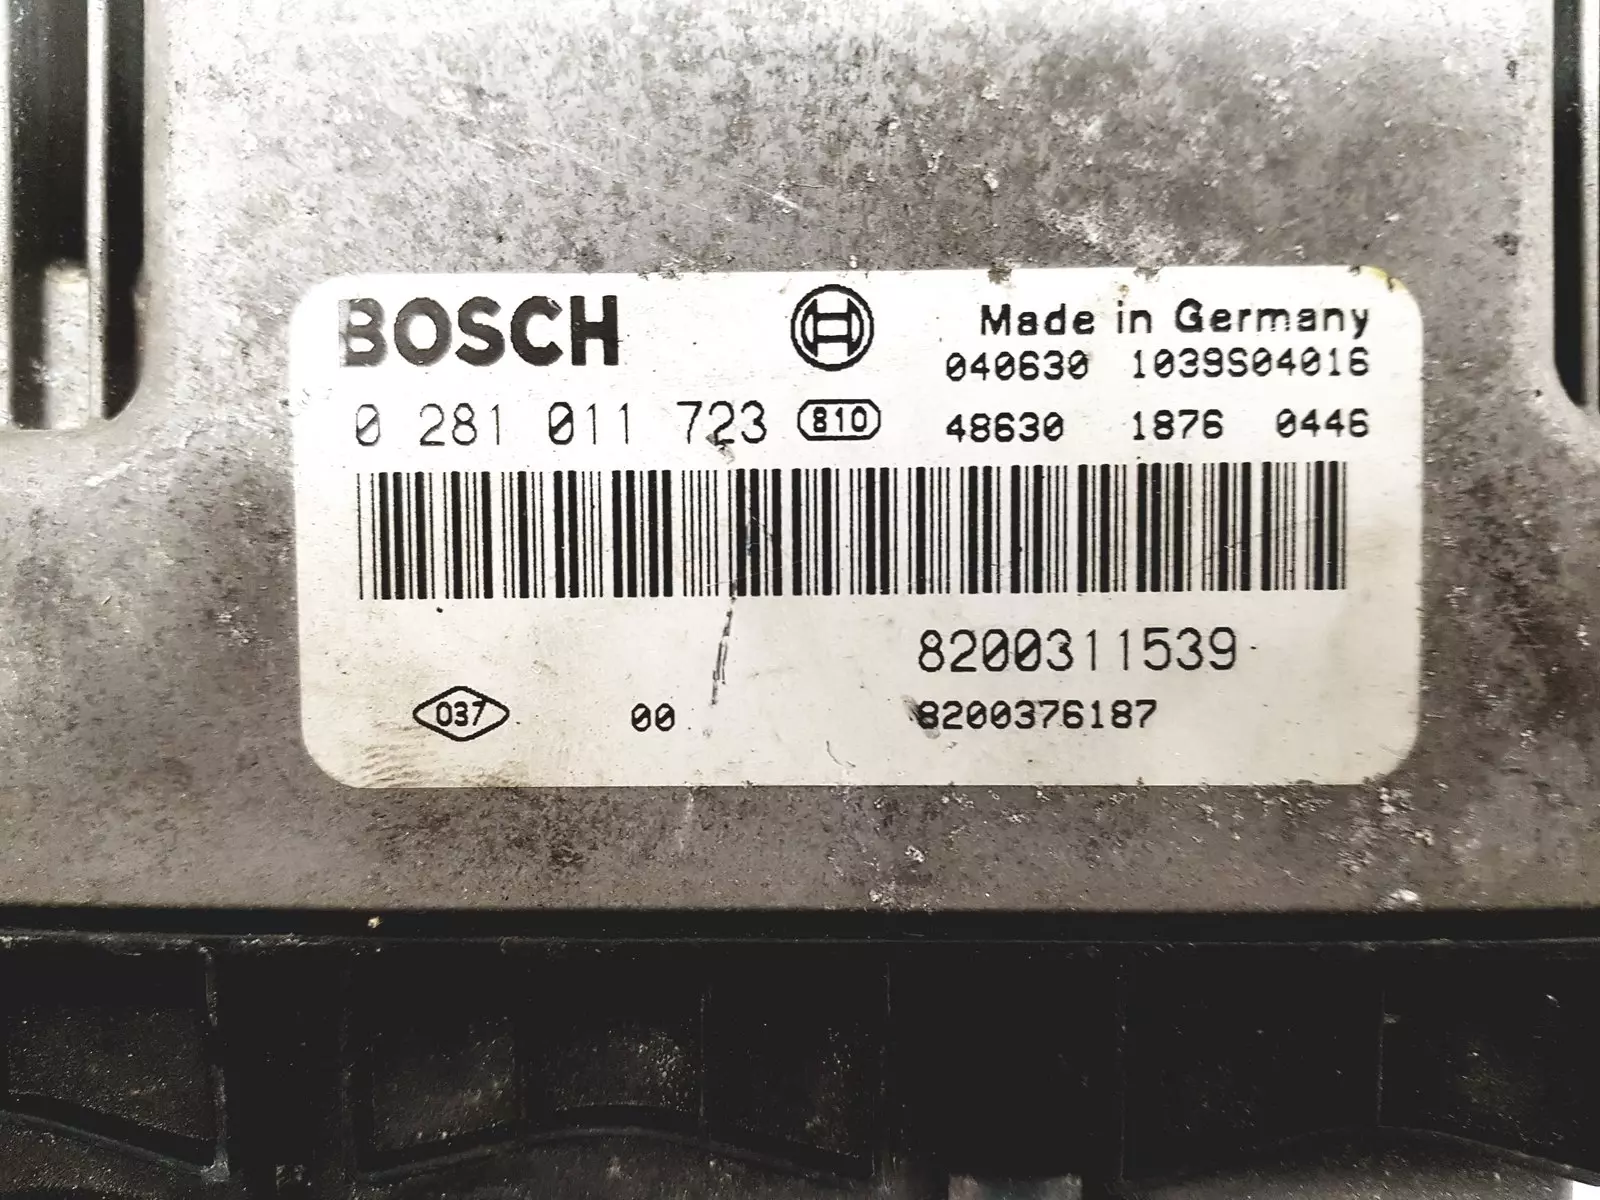 BOSCH Made in Germany
040630 1039S04016
0 281 011 723 810 48630 1876 0446
8200311539
037 00 8200376187